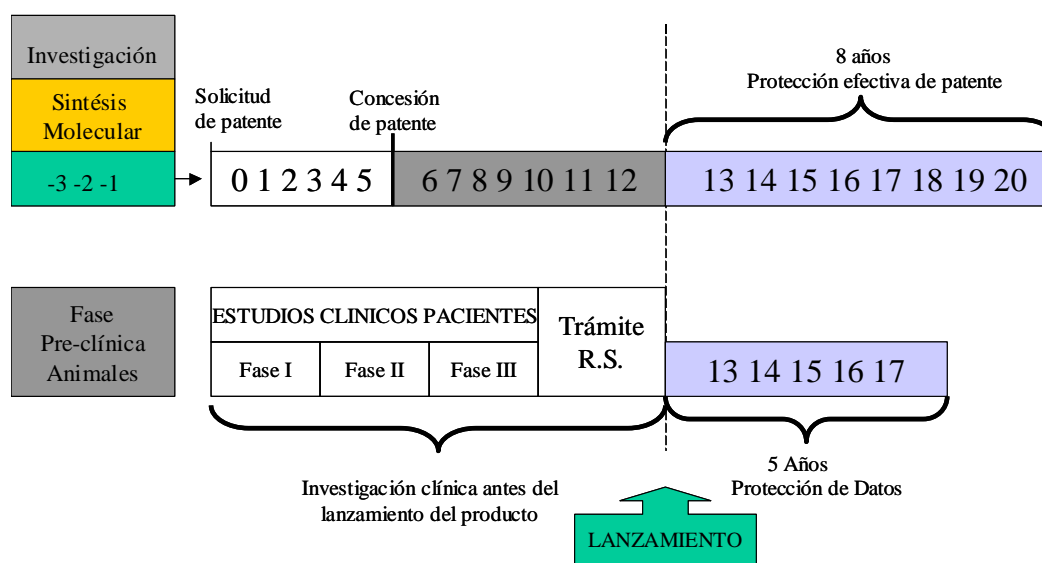 Investigación
Sintésis
Molecular
-3 -2 -1
Solicitud
de patente
Concesión
de patente
8 años
Protección efectiva de patente
0 1 2 3 4 5
6 7 8 9 10 11 12
13 14 15 16 17 18 19 20
Fase
Pre-clínica
Animales
ESTUDIOS CLINICOS PACIENTES
Fase I
Fase II
Fase III
Trámite
R.S.
13 14 15 16 17
Investigación clínica antes del
lanzamiento del producto
5 Años
Protección de Datos
LANZAMIENTO